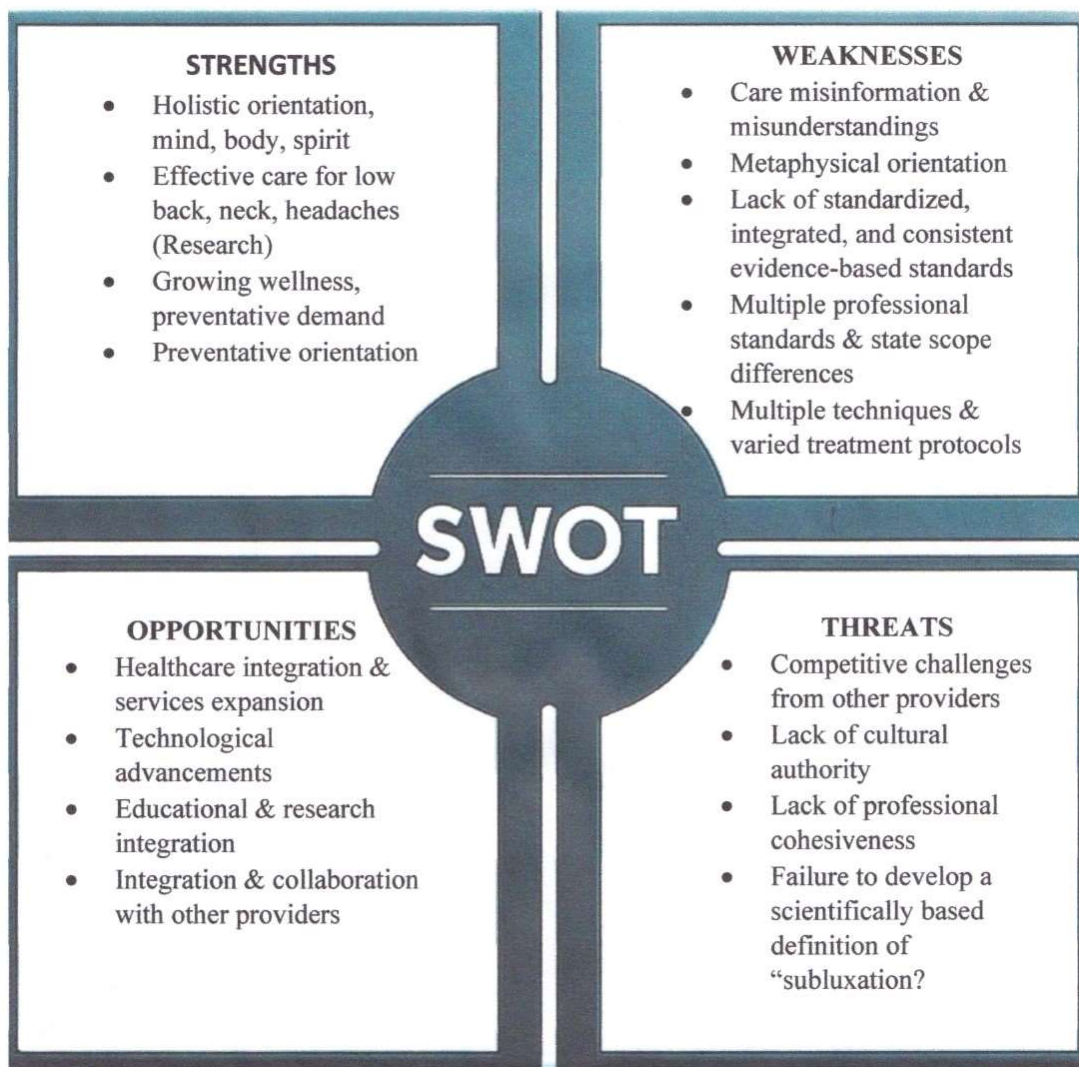 STRENGTHS
• Holistic orientation,
mind, body, spirit
• Effective care for low
back, neck, headaches
(Research)
• Growing wellness,
preventative demand
• Preventative orientation
WEAKNESSES
• Care misinformation &
misunderstandings
• Metaphysical orientation
• Lack of standardized,
integrated, and consistent
evidence-based standards
• Multiple professional
standards & state scope
differences
• Multiple techniques &
varied treatment protocols
SWOT
OPPORTUNITIES
• Healthcare integration &
services expansion
• Technological
advancements
• Educational & research
integration
• Integration & collaboration
with other providers
THREATS
• Competitive challenges
from other providers
• Lack of cultural
authority
• Lack of professional
cohesiveness
• Failure to develop a
scientifically based
definition of
“subluxation?